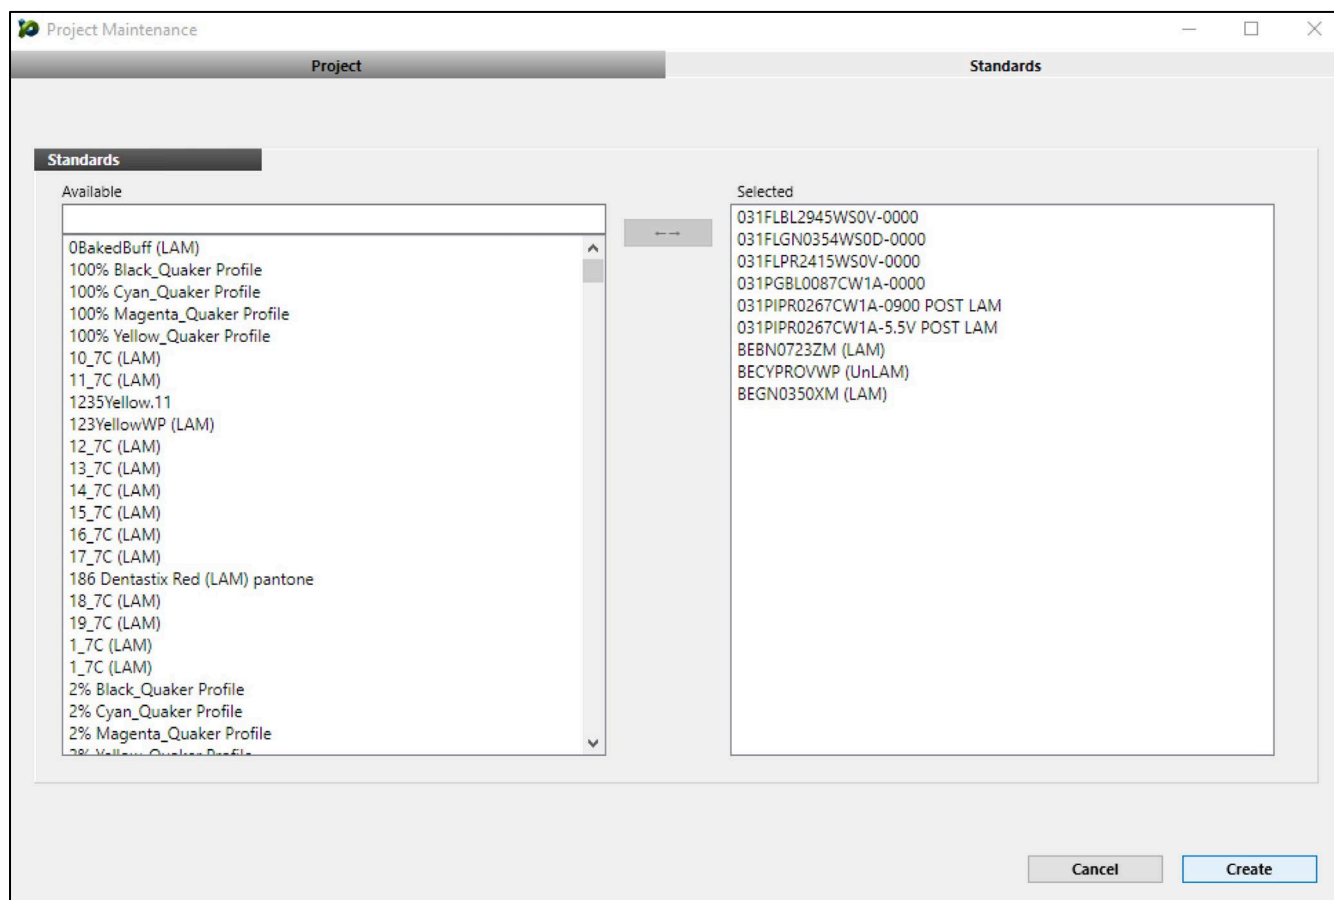 Project Maintenance
Project
Standards
Standards
Available
0BakedBuff (LAM)
100% Black_Quaker Profile
100% Cyan_Quaker Profile
100% Magenta_Quaker Profile
100% Yellow_Quaker Profile
10_7C (LAM)
11_7C (LAM)
1235Yellow.11
123YellowWP (LAM)
12_7C (LAM)
13_7C (LAM)
14_7C (LAM)
15_7C (LAM)
16_7C (LAM)
17_7C (LAM)
186 Dentastix Red (LAM) pantone
18_7C (LAM)
19_7C (LAM)
1_7C (LAM)
1_7C (LAM)
2% Black_Quaker Profile
2% Cyan_Quaker Profile
2% Magenta_Quaker Profile
2% Yellow_Quaker Profile
←→
Selected
031FLBL2945WS0V-0000
031FLGN0354WS0D-0000
031FLPR2415WS0V-0000
031PGBL0087CW1A-0000
031PIPR0267CW1A-0900 POST LAM
031PIPR0267CW1A-5.5V POST LAM
BEBN0723ZM (LAM)
BECYPROVWP (UnLAM)
BEGN0350XM (LAM)
Cancel
Create